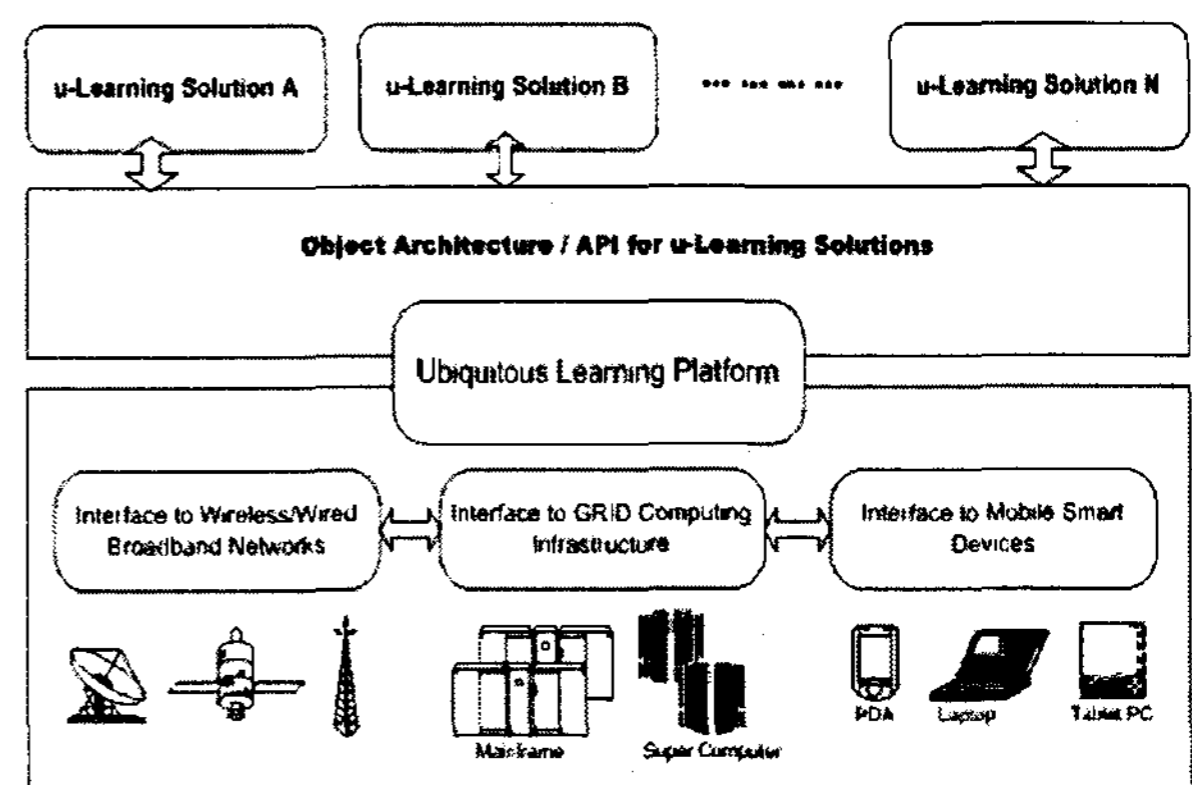 u-Learning Solution A
u-Learning Solution B
... ... ... ...
u-Learning Solution N
Object Architecture / API for u-Learning Solutions
Ubiquitous Learning Platform
Interface to Wireless/Wired
Broadband Networks
Interface to GRID Computing
Infrastructure
Interface to Mobile Smart
Devices
Mainframe
Super Computer
PDA
Laptop
Tablet PC